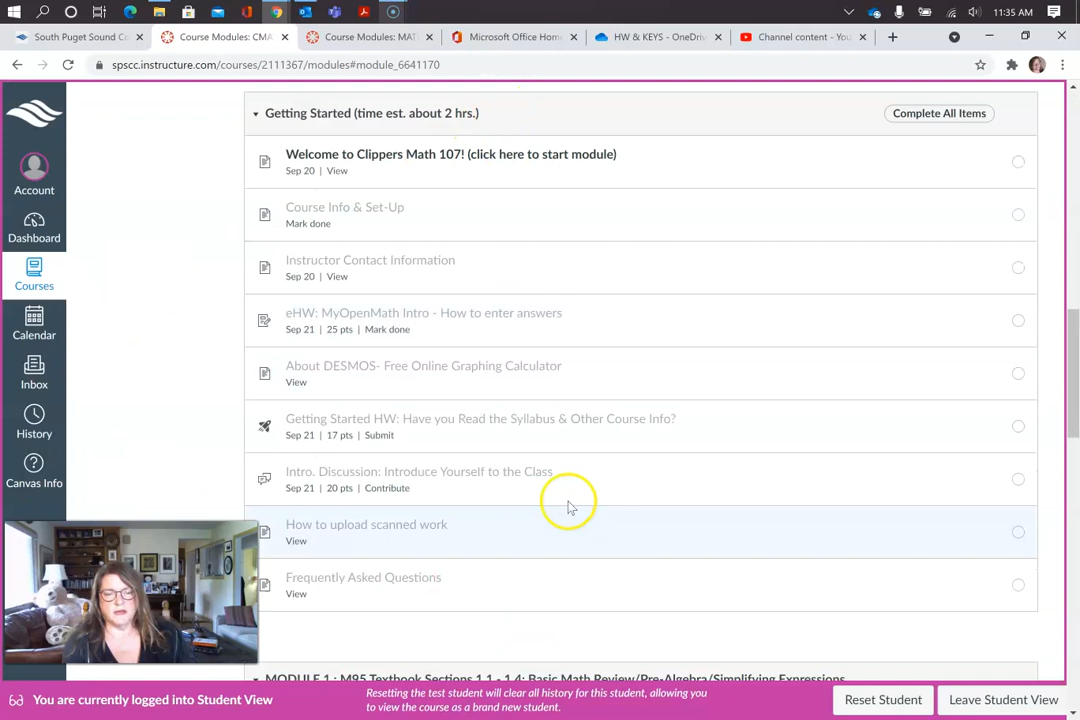 11:35 AM
South Puget Sound Co
Course Modules: CMA
Course Modules: MAT
Microsoft Office Home
HW & KEYS - OneDriv
Channel content - You
spscc.instructure.com/courses/2111367/modules#module_6641170
Account
Dashboard
Courses
Calendar
Inbox
History
Canvas Info
Getting Started (time est. about 2 hrs.)
Complete All Items
Welcome to Clippers Math 107! (click here to start module)
Sep 20 | View
Course Info & Set-Up
Mark done
Instructor Contact Information
Sep 20 | View
eHW: MyOpenMath Intro - How to enter answers
Sep 21 | 25 pts | Mark done
About DESMOS- Free Online Graphing Calculator
View
Getting Started HW: Have you Read the Syllabus & Other Course Info?
Sep 21 | 17 pts | Submit
Intro. Discussion: Introduce Yourself to the Class
Sep 21 | 20 pts | Contribute
How to upload scanned work
View
Frequently Asked Questions
View
MODULE 1 : M95 Textbook Sections 1.1 - 1.4: Basic Math Review/Pre-Algebra/Simplifying Expressions
You are currently logged into Student View
Resetting the test student will clear all history for this student, allowing
you to view the course as a brand new student.
Reset Student
Leave Student View